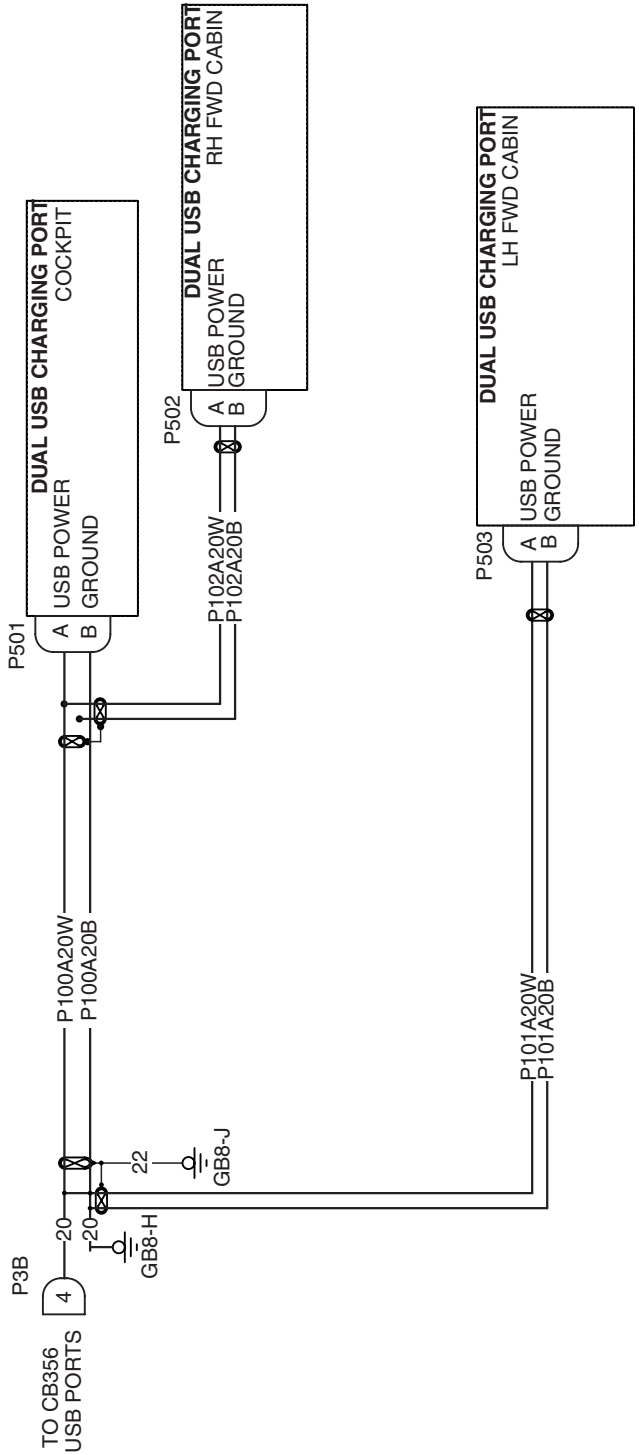 TO CB356
USB PORTS
P3B
4
20
20
GB8-H
22
GB8-J
P100A20W
P100A20B
P501
A
B
DUAL USB CHARGING PORT
COCKPIT
USB POWER
GROUND
P102A20W
P102A20B
P502
A
B
DUAL USB CHARGING PORT
RH FWD CABIN
USB POWER
GROUND
P101A20W
P101A20B
P503
A
B
DUAL USB CHARGING PORT
LH FWD CABIN
USB POWER
GROUND